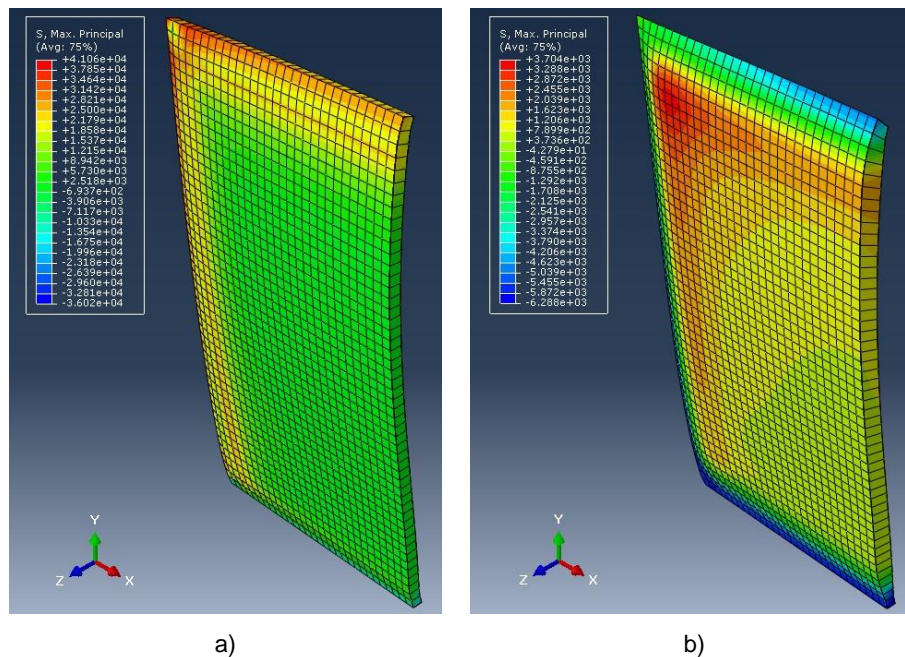 S, Max. Principal
(Avg: 75%)
+4.106e+04
+3.785e+04
+3.464e+04
+3.142e+04
+2.821e+04
+2.500e+04
+2.179e+04
+1.858e+04
+1.537e+04
+1.215e+04
+8.942e+03
+5.730e+03
+2.518e+03
-6.937e+02
-3.906e+03
-7.117e+03
-1.033e+04
-1.354e+04
-1.675e+04
-1.996e+04
-2.318e+04
-2.639e+04
-2.960e+04
-3.281e+04
-3.602e+04
Y
Z
X
a)
S, Max. Principal
(Avg: 75%)
+3.704e+03
+3.288e+03
+2.872e+03
+2.455e+03
+2.039e+03
+1.623e+03
+1.206e+03
+7.899e+02
+3.736e+02
-4.279e+01
-4.591e+02
-8.755e+02
-1.292e+03
-1.708e+03
-2.125e+03
-2.541e+03
-2.957e+03
-3.374e+03
-3.790e+03
-4.206e+03
-4.623e+03
-5.039e+03
-5.455e+03
-5.872e+03
-6.288e+03
Y
Z
X
b)